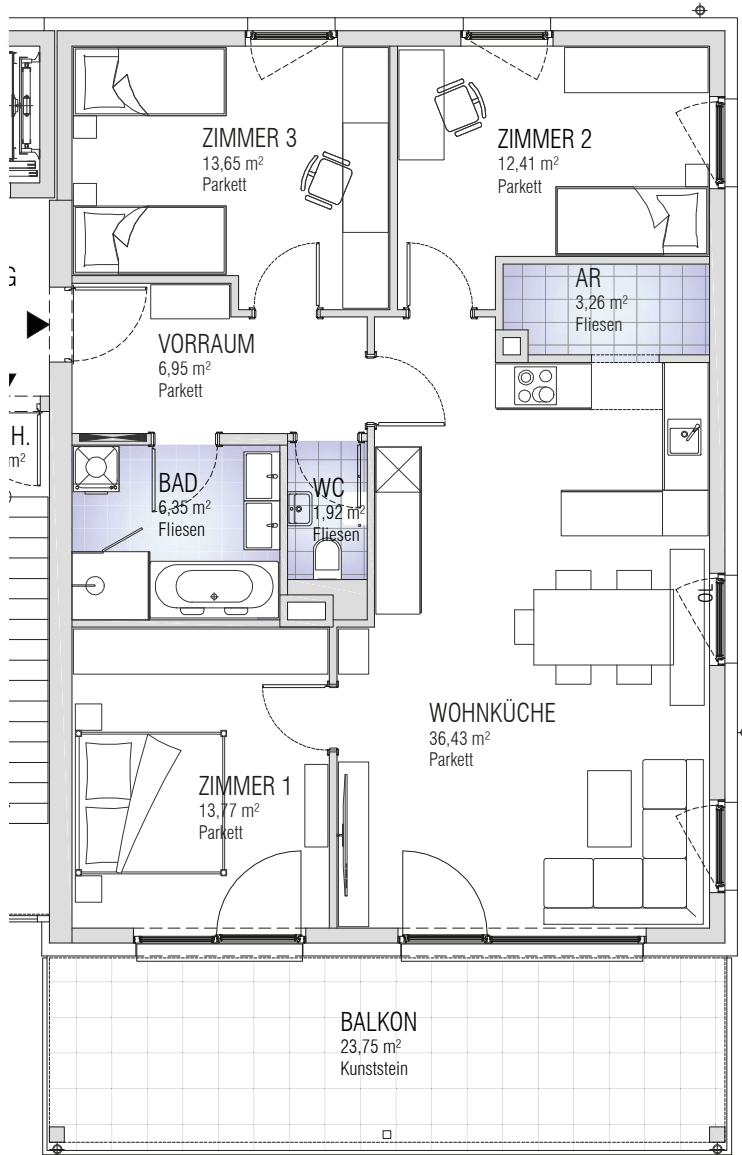 ZIMMER 3
13,65 m²
Parkett
ZIMMER 2
12,41 m²
Parkett
G
AR
3,26 m²
Fliesen
VORRAUM
6,95 m²
Parkett
H.
m²
BAD
6,35 m²
Fliesen
WC
1,92 m²
Fliesen
OL
WOHNKÜCHE
36,43 m²
Parkett
ZIMMER 1
13,77 m²
Parkett
BALKON
23,75 m²
Kunststein